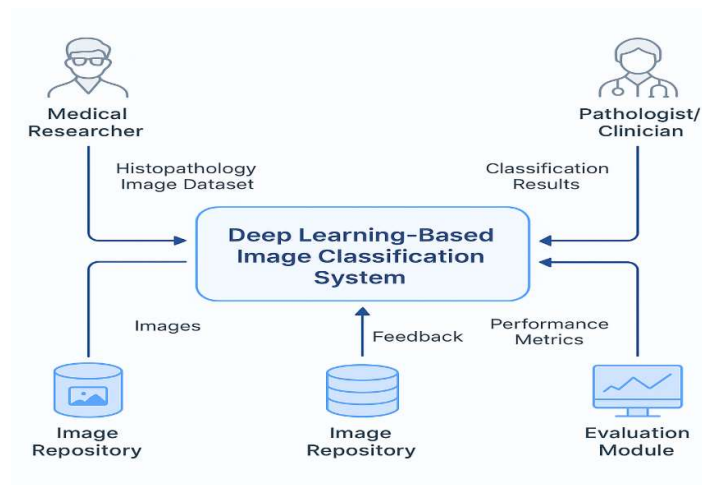 Medical
Researcher
Pathologist/
Clinician
Histopathology
Image Dataset
Classification
Results
Deep Learning-Based
Image Classification
System
Images
Feedback
Performance
Metrics
Image
Repository
Image
Repository
Evaluation
Module